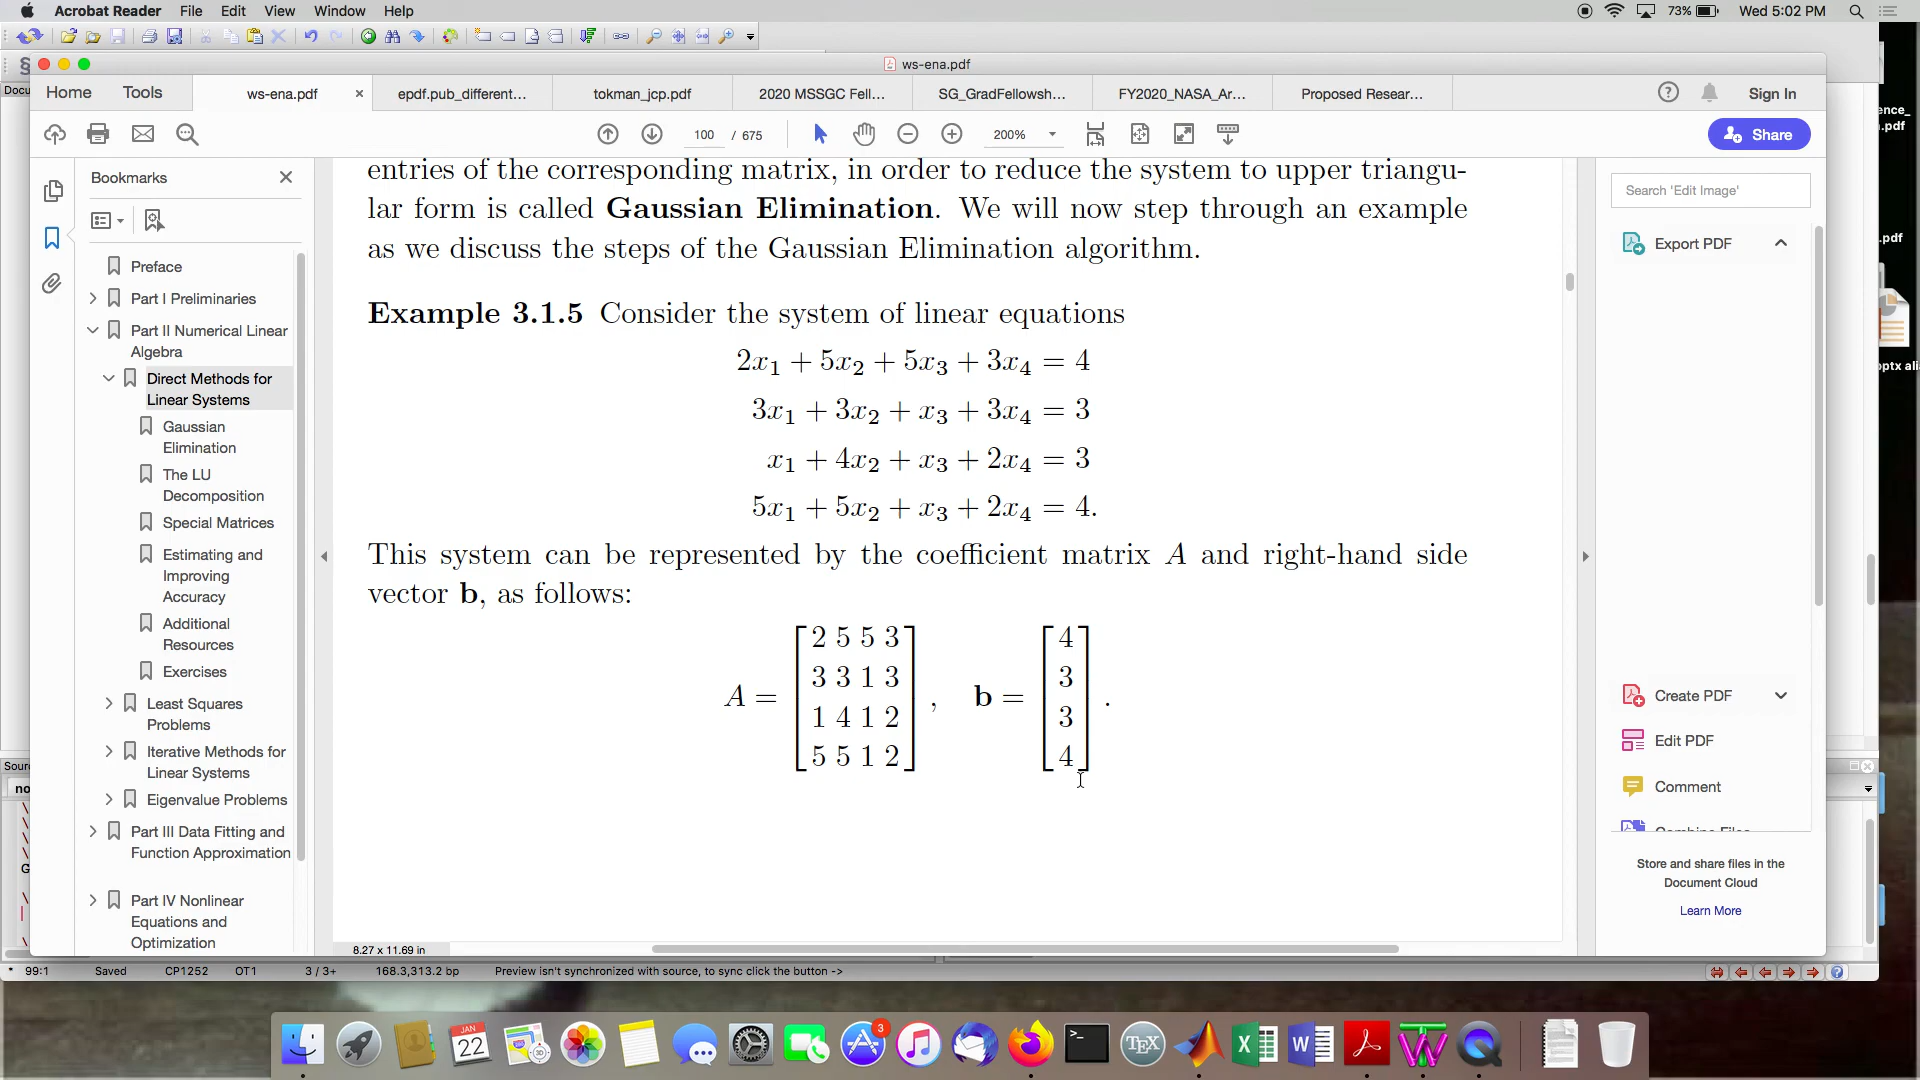 Acrobat Reader File Edit View Window Help 73% Wed 5:02 PM
ws-ena.pdf
Home Tools ws-ena.pdf × epdf.pub_different... tokman_jcp.pdf 2020 MSSGC Fell... SG_GradFellowsh... FY2020_NASA_Ar... Proposed Resear... Sign In
100 / 675 200% Share
Bookmarks
Preface
Part I Preliminaries
Part II Numerical Linear
Algebra
Direct Methods for
Linear Systems
Gaussian
Elimination
The LU
Decomposition
Special Matrices
Estimating and
Improving
Accuracy
Additional
Resources
Exercises
Least Squares
Problems
Iterative Methods for
Linear Systems
Eigenvalue Problems
Part III Data Fitting and
Function Approximation
Part IV Nonlinear
Equations and
Optimization
entries of the corresponding matrix, in order to reduce the system to upper triangu-
lar form is called Gaussian Elimination. We will now step through an example
as we discuss the steps of the Gaussian Elimination algorithm.
Example 3.1.5 Consider the system of linear equations
2x₁ + 5x₂ + 5x₃ + 3x₄ = 4
3x₁ + 3x₂ + x₃ + 3x₄ = 3
x₁ + 4x₂ + x₃ + 2x₄ = 3
5x₁ + 5x₂ + x₃ + 2x₄ = 4.
This system can be represented by the coefficient matrix A and right-hand side
vector b, as follows:
2 5 5 3 4
3 3 1 3 3
A = , b = .
1 4 1 2 3
5 5 1 2 4
8.27 x 11.69 in
Search 'Edit Image'
Export PDF
Create PDF
Edit PDF
Comment
Store and share files in the
Document Cloud
Learn More
Docu
Sour
no
* 99:1 Saved CP1252 OT1 3 / 3+ 168.3,313.2 bp Preview isn't synchronized with source, to sync click the button ->
ence_
.pdf
.pdf
pptx ali
JAN
22
3
TEX